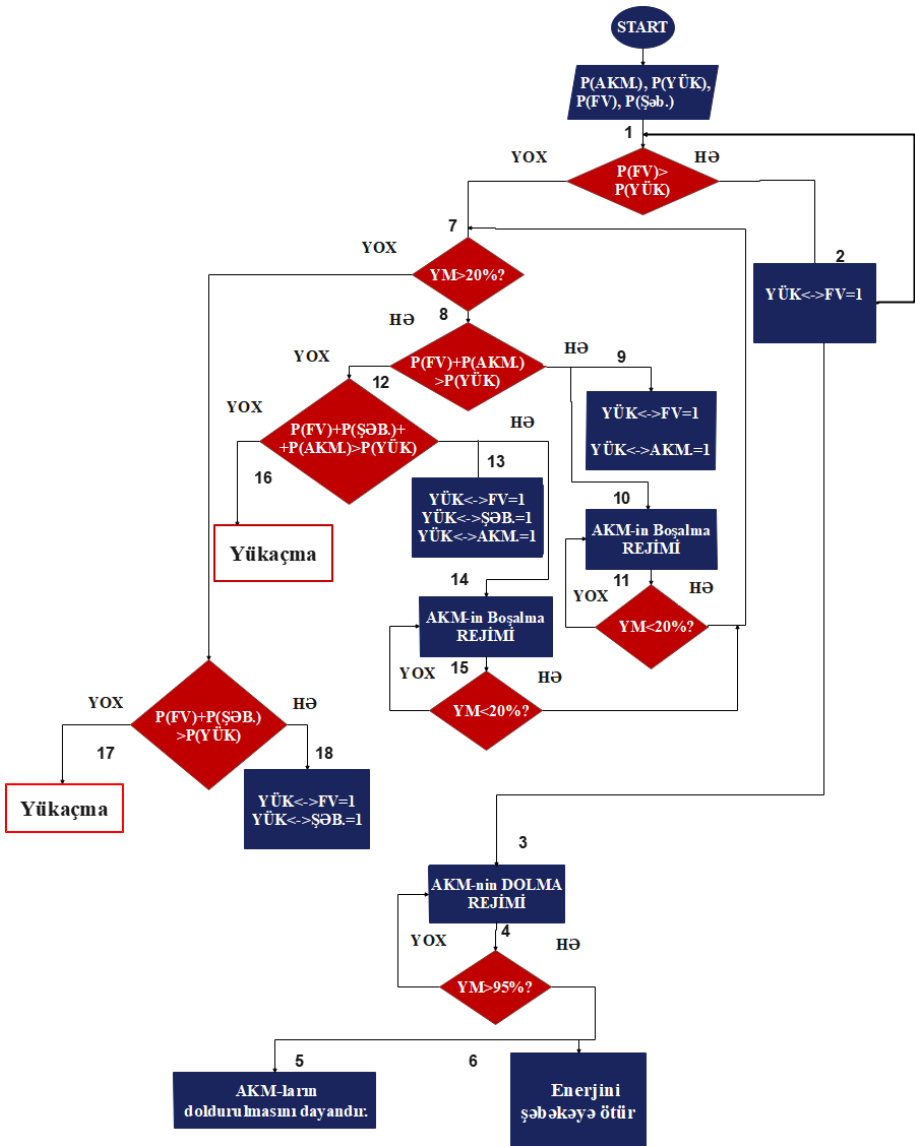 START
P(AKM.), P(YÜK),
P(FV), P(Şəb.)
1
YOX
HƏ
P(FV)>
P(YÜK)
7
YOX
YM>20%?
2
YÜK<->FV=1
8
HƏ
YOX
12
P(FV)+P(AKM.)
>P(YÜK)
HƏ
9
YÜK<->FV=1
YÜK<->AKM.=1
YOX
P(FV)+P(ŞƏB.)+
+P(AKM.)>P(YÜK)
HƏ
16
Yükaçma
13
YÜK<->FV=1
YÜK<->ŞƏB.=1
YÜK<->AKM.=1
10
AKM-in Boşalma
REJİMİ
11
YOX
HƏ
YM<20%?
14
AKM-in Boşalma
REJİMİ
15
YOX
HƏ
YM<20%?
YOX
P(FV)+P(ŞƏB.)
>P(YÜK)
HƏ
17
Yükaçma
18
YÜK<->FV=1
YÜK<->ŞƏB.=1
3
AKM-nin DOLMA
REJİMİ
4
YOX
HƏ
YM>95%?
5
AKM-ların
doldurulmasını dayandır.
6
Enerjini
şəbəkəyə ötür